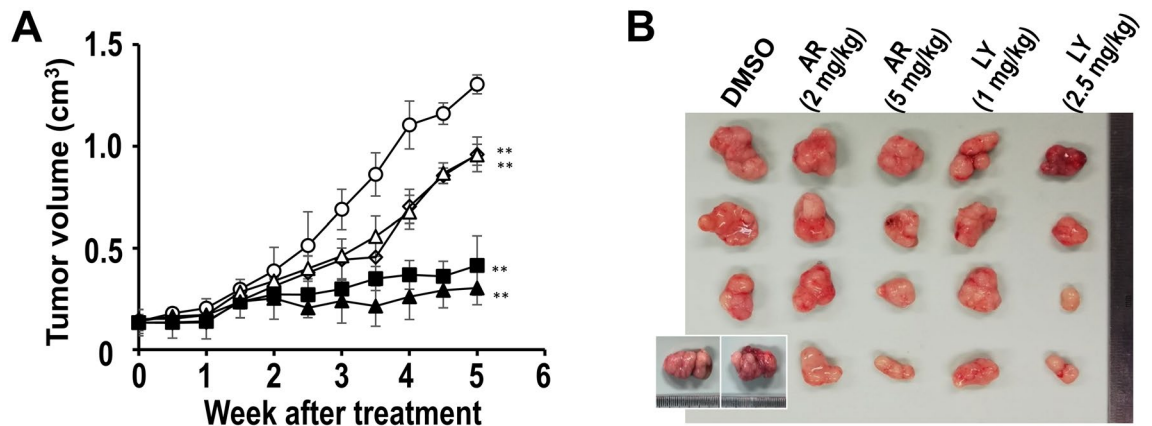 A
Tumor volume (cm³)
1.5
1.0
0.5
0
**
**
**
**
0 1 2 3 4 5 6
Week after treatment
B
DMSO
AR
(2 mg/kg)
AR
(5 mg/kg)
LY
(1 mg/kg)
LY
(2.5 mg/kg)